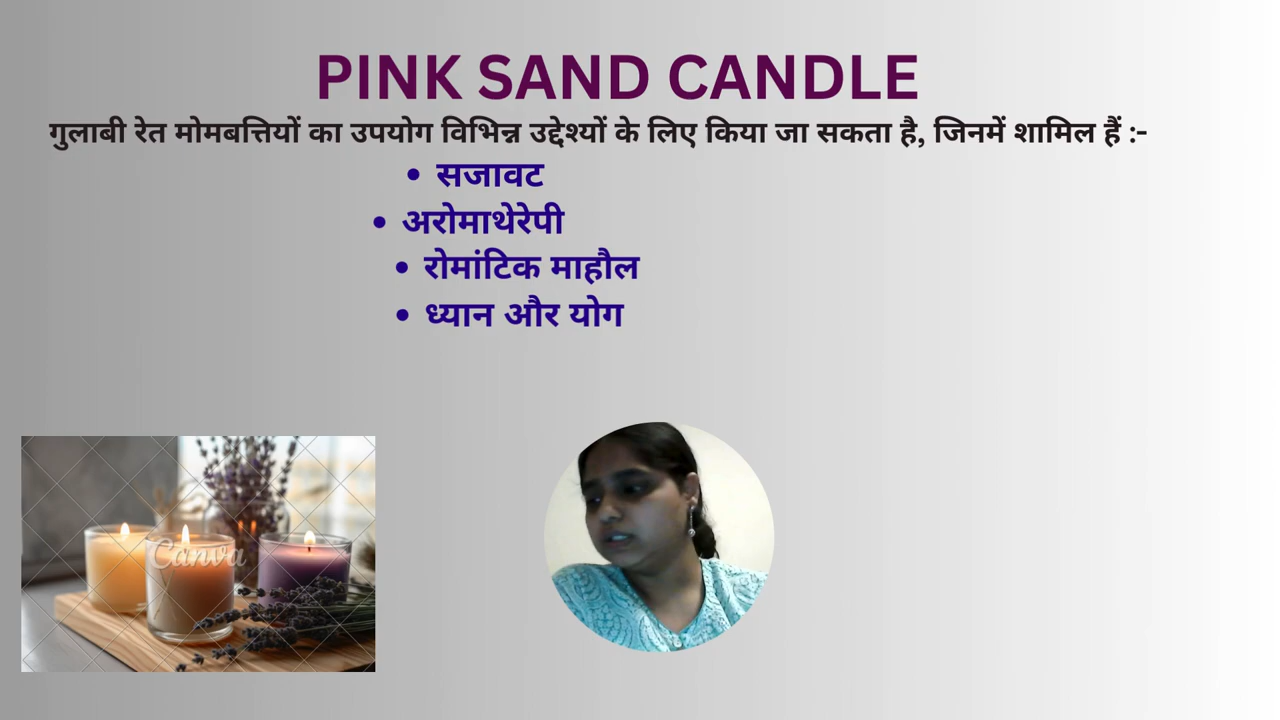 PINK SAND CANDLE
गुलाबी रेत मोमबत्तियों का उपयोग विभिन्न उद्देश्यों के लिए किया जा सकता है, जिनमें शामिल हैं :-
• सजावट
• अरोमाथेरेपी
• रोमांटिक माहौल
• ध्यान और योग
Canva